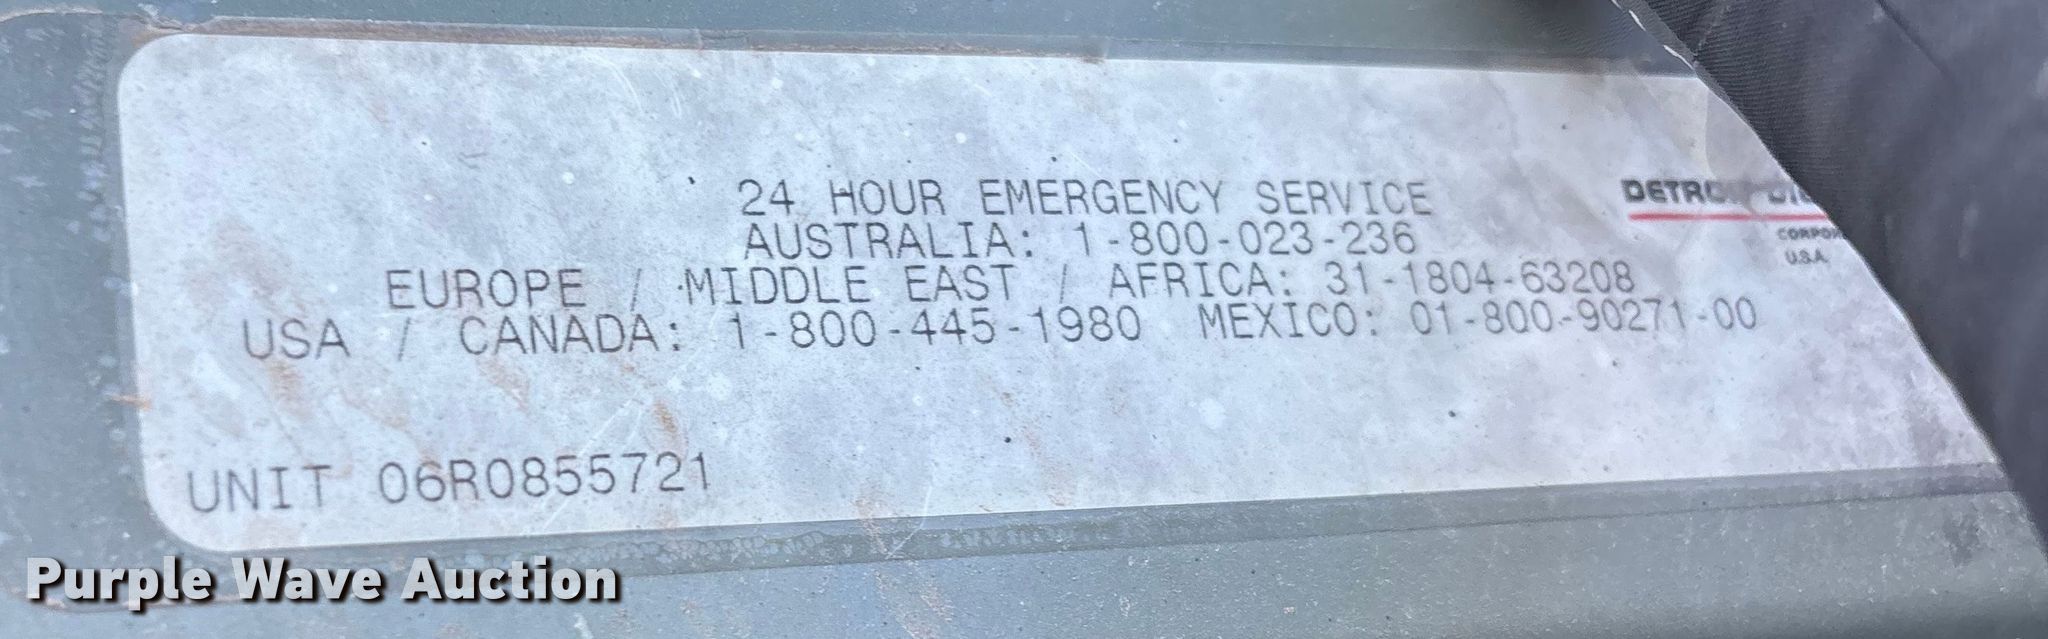 24 HOUR EMERGENCY SERVICE
AUSTRALIA: 1-800-023-236
EUROPE / MIDDLE EAST / AFRICA: 31-1804-63208
USA / CANADA: 1-800-445-1980 MEXICO: 01-800-90271-00
UNIT 06R0855721
U.S.A.
Purple Wave Auction